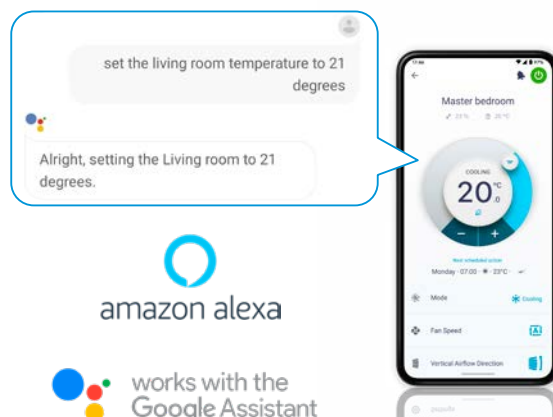 set the living room temperature to 21
degrees
Alright, setting the Living room to 21
degrees.
amazon alexa
works with the
Google Assistant
Master bedroom
COOLING
20 °C
.0
− +
Next scheduled action
Monday - 07:00 - 23°C -
Mode Cooling
Fan Speed
Vertical Airflow Direction